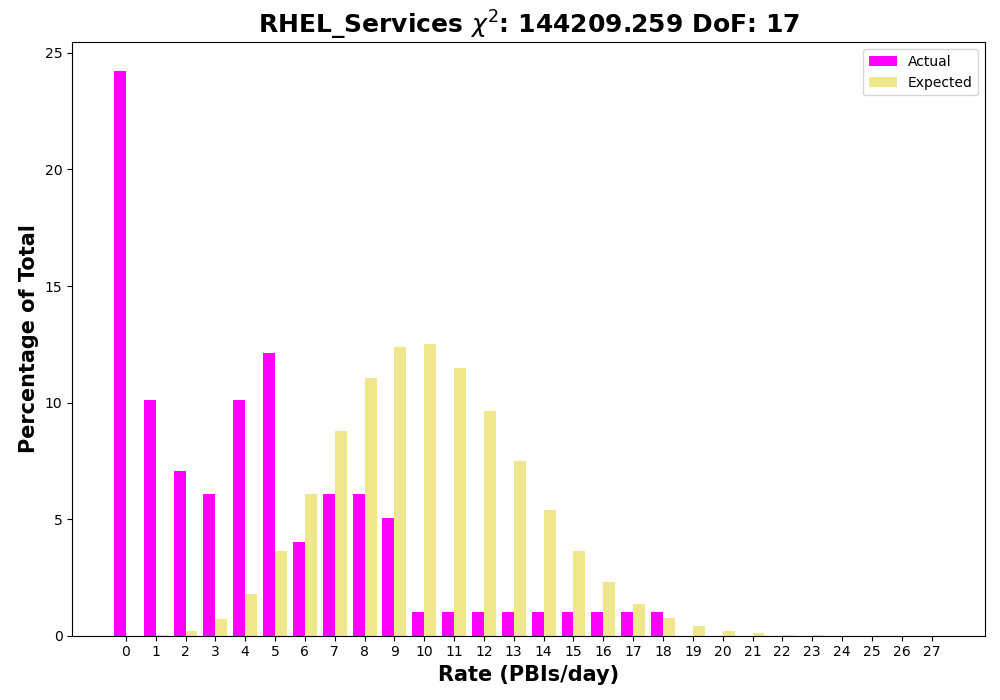 RHEL_Services χ²: 144209.259 DoF: 17
Actual
Expected
Percentage of Total
25
20
15
10
5
0
0 1 2 3 4 5 6 7 8 9 10 11 12 13 14 15 16 17 18 19 20 21 22 23 24 25 26 27
Rate (PBIs/day)